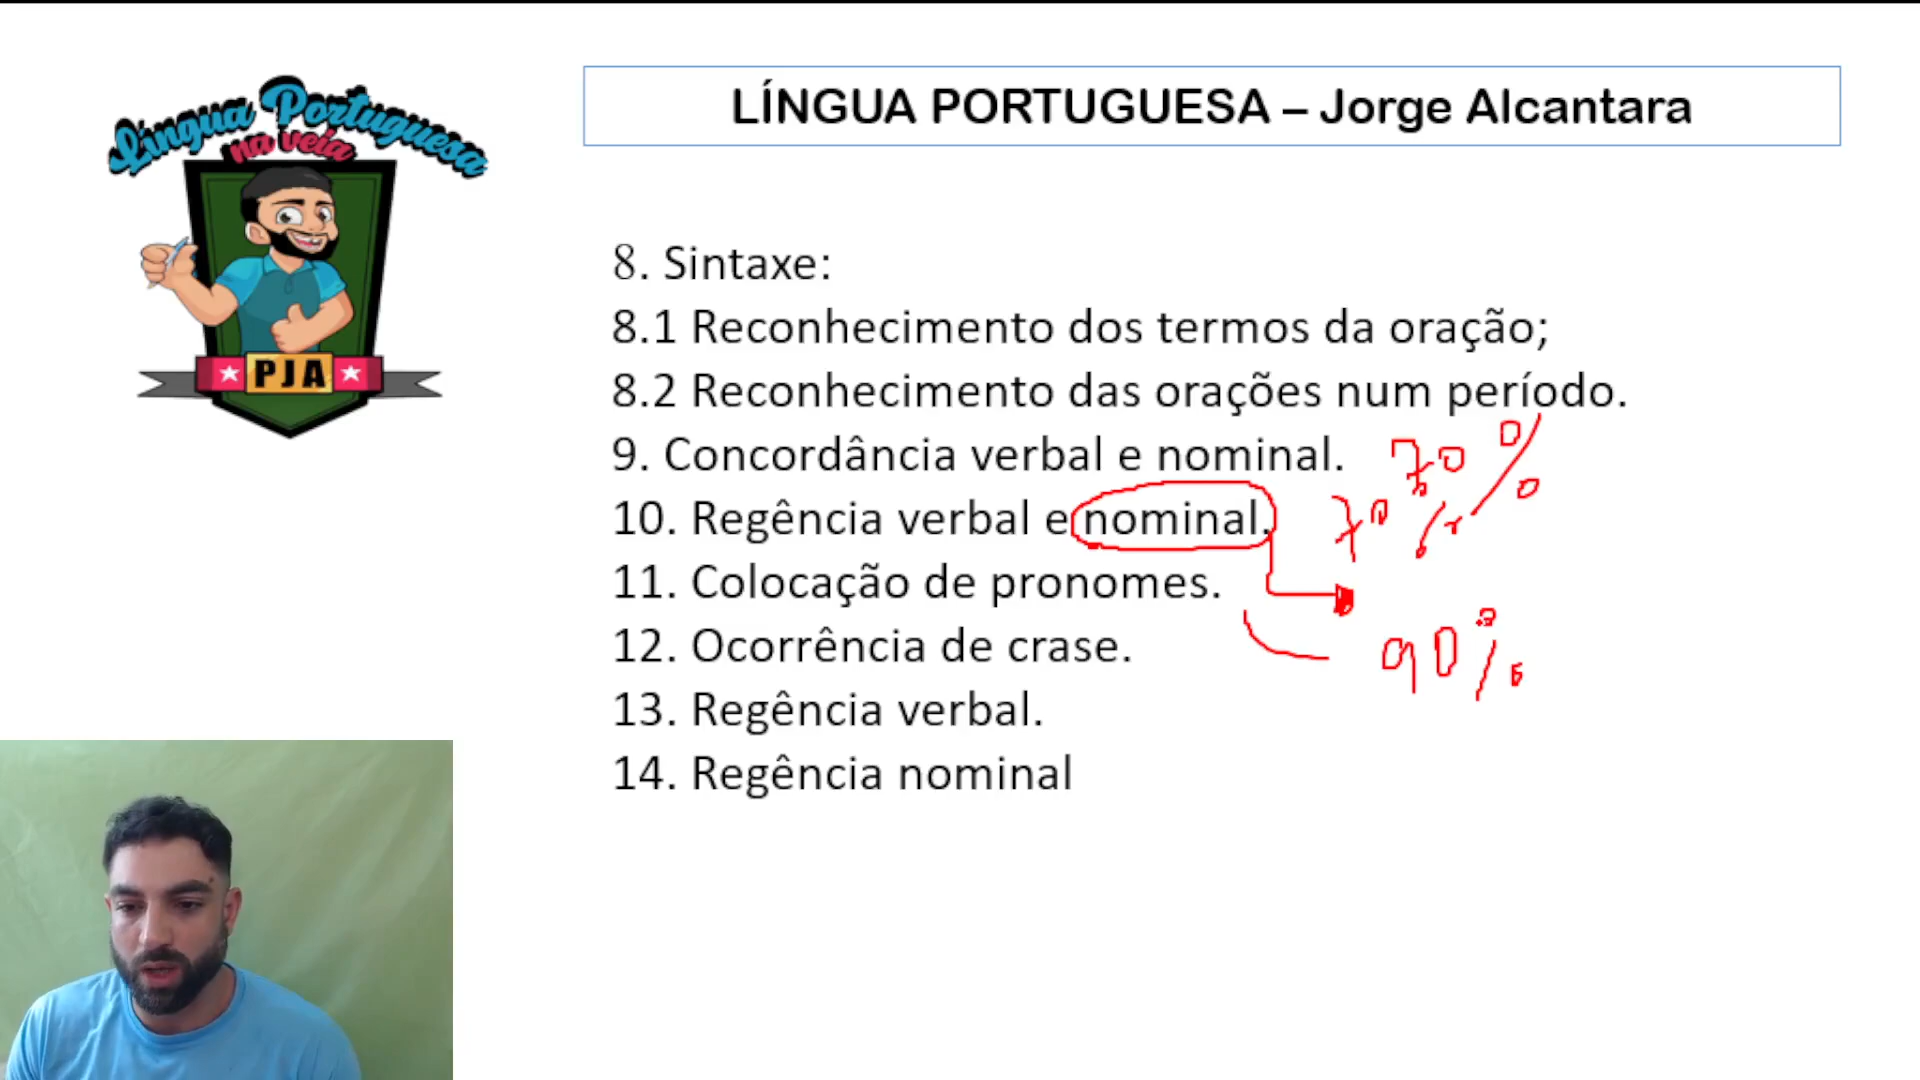 Língua Portuguesa
na veia
PJA
LÍNGUA PORTUGUESA – Jorge Alcantara
8. Sintaxe:
8.1 Reconhecimento dos termos da oração;
8.2 Reconhecimento das orações num período.
9. Concordância verbal e nominal. 70%
10. Regência verbal e nominal. 70%
11. Colocação de pronomes.
12. Ocorrência de crase. 90%
13. Regência verbal.
14. Regência nominal